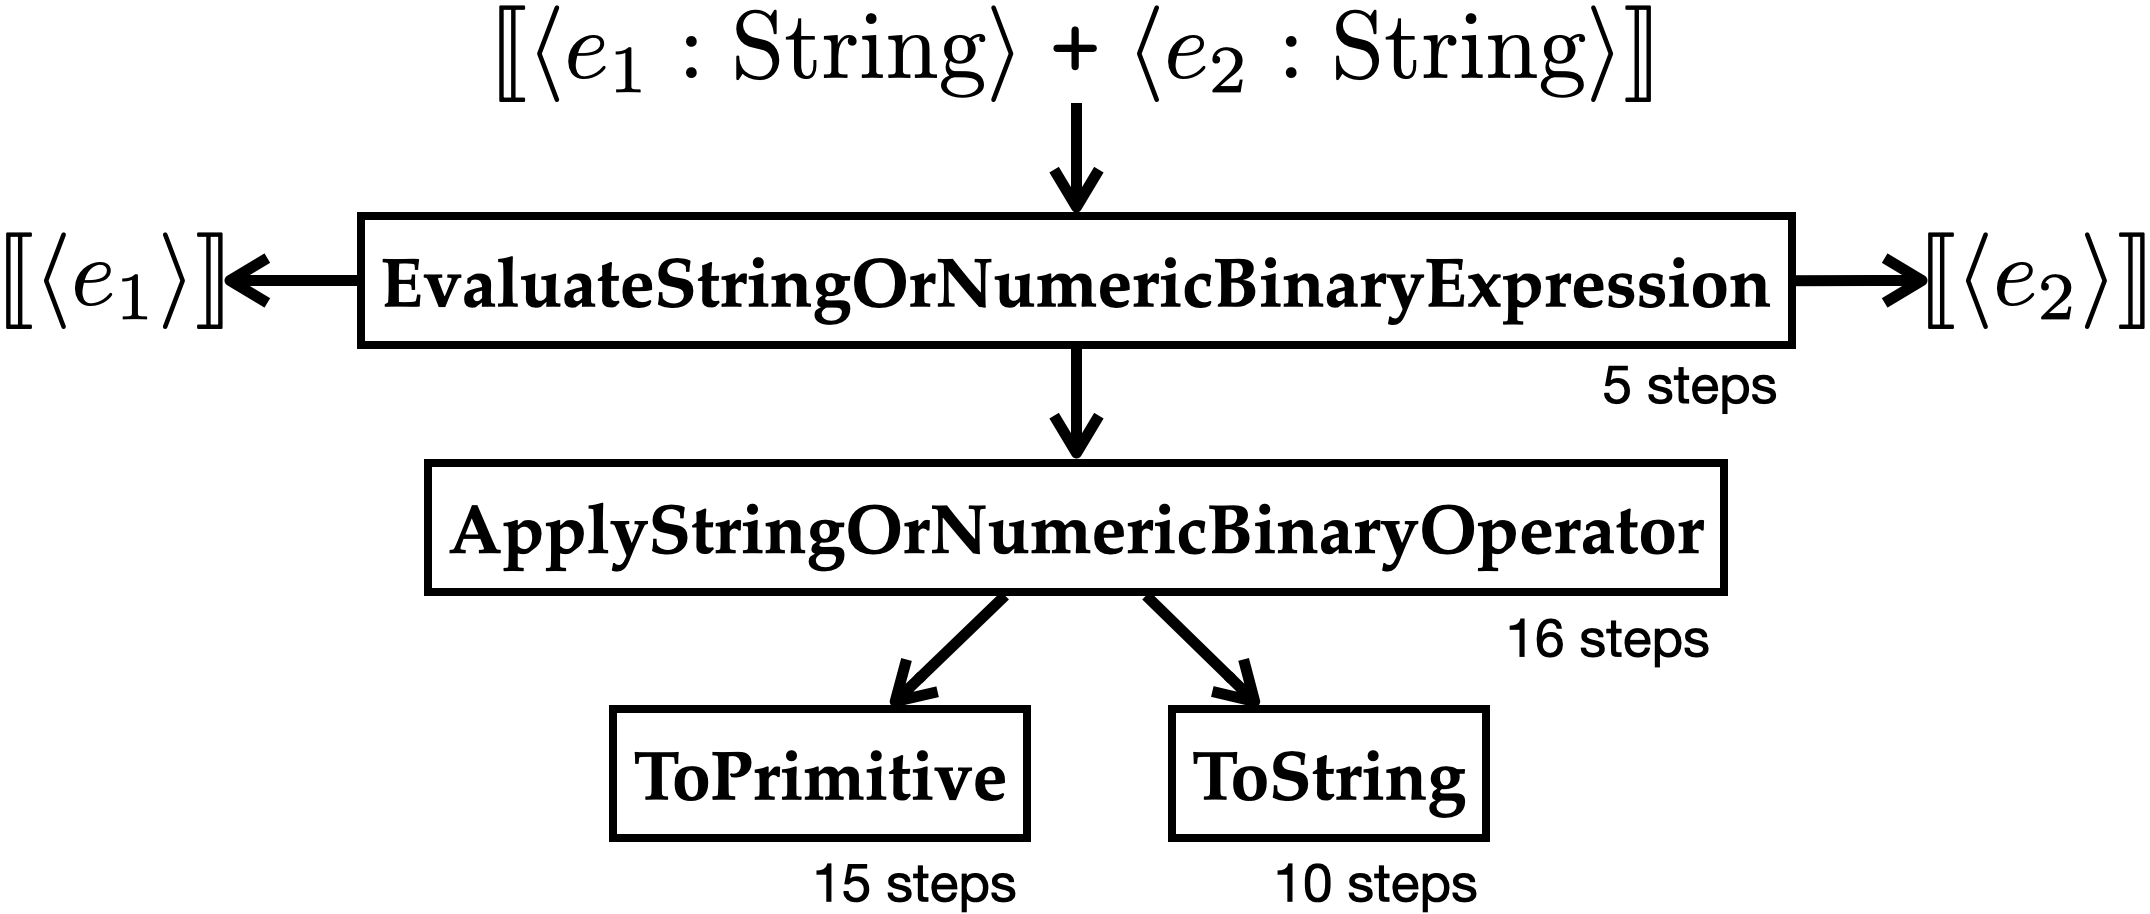 ⟦⟨e₁ : String⟩ + ⟨e₂ : String⟩⟧
⟦⟨e₁⟩⟧ EvaluateStringOrNumericBinaryExpression ⟦⟨e₂⟩⟧
5 steps
ApplyStringOrNumericBinaryOperator
16 steps
ToPrimitive ToString
15 steps 10 steps